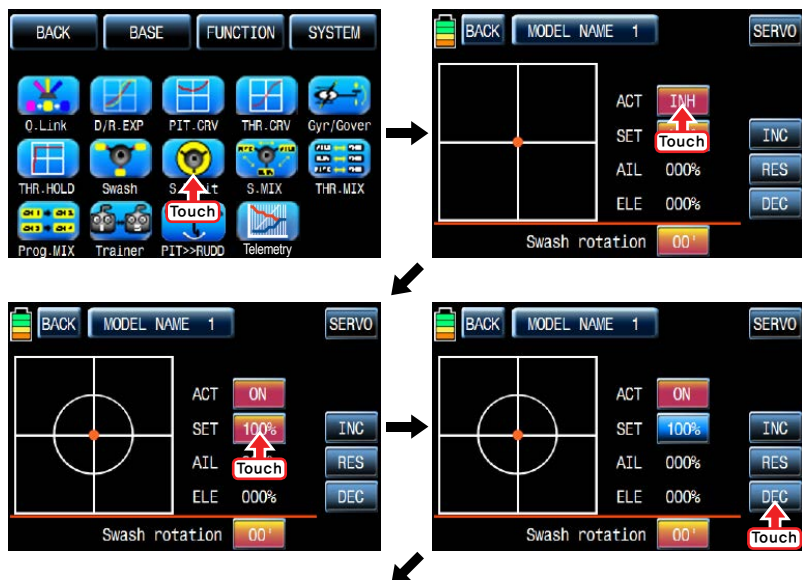 BACK BASE FUNCTION SYSTEM
Q.Link D/R.EXP PIT.CRV THR.CRV Gyr/Gover
THR.HOLD Swash S. it S.MIX THR.MIX
Touch
Prog.MIX Trainer PIT>>RUDD Telemetry
BACK MODEL NAME 1 SERVO
ACT INH
SET Touch INC
AIL 000% RES
ELE 000% DEC
Swash rotation 00'
BACK MODEL NAME 1 SERVO
ACT ON
SET 100% INC
AIL Touch RES
ELE 000% DEC
Swash rotation 00'
BACK MODEL NAME 1 SERVO
ACT ON
SET 100% INC
AIL 000% RES
ELE 000% DEC
Swash rotation 00' Touch